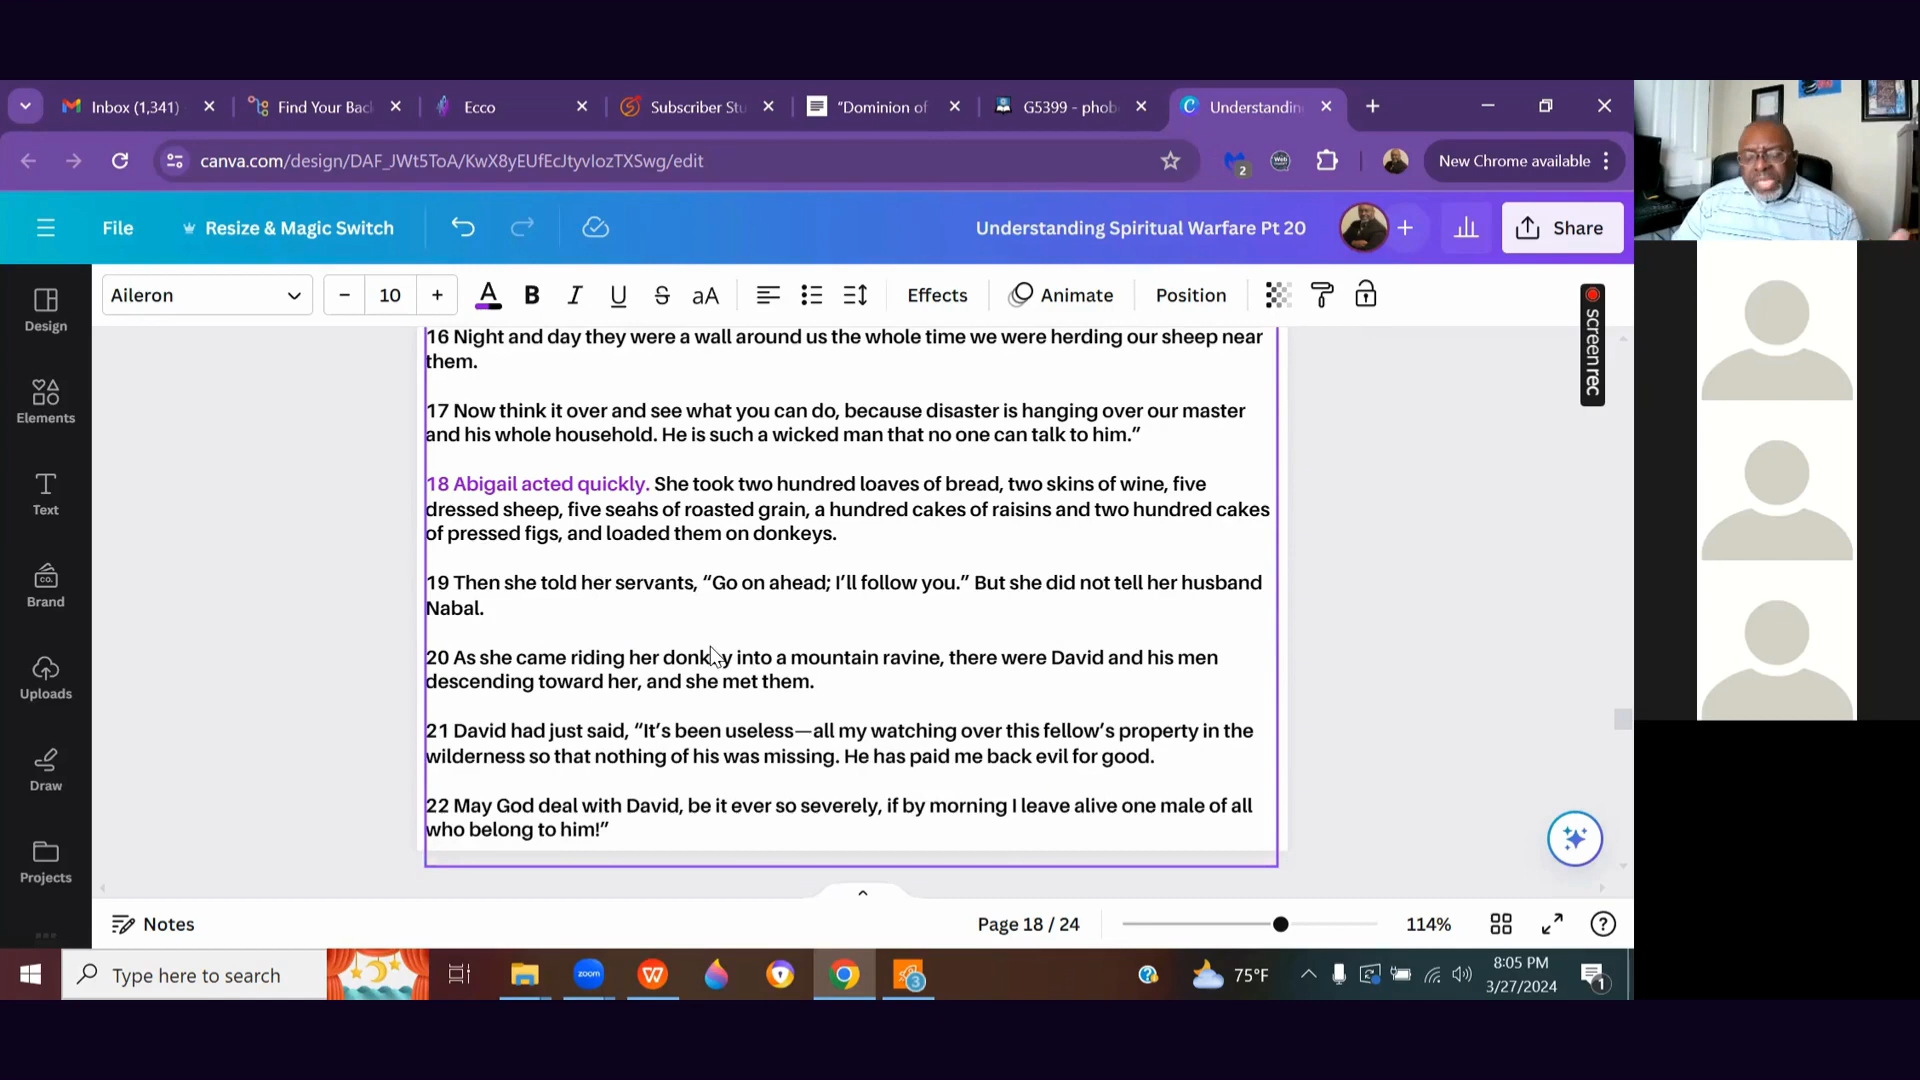 Inbox (1,341)
Find Your Bac
Ecco
Subscriber Stu
"Dominion of
G5399 - phob
Understandin
canva.com/design/DAF_JWt5ToA/KwX8yEUfEcJtyvIozTXSwg/edit
2
New Chrome available
File
Resize & Magic Switch
Understanding Spiritual Warfare Pt 20
Share
Aileron
10
A
B
I
U
S
aA
Effects
Animate
Position
screenrec
Design
Elements
Text
Brand
Uploads
Draw
Projects
16 Night and day they were a wall around us the whole time we were herding our sheep near
them.
17 Now think it over and see what you can do, because disaster is hanging over our master
and his whole household. He is such a wicked man that no one can talk to him.”
18 Abigail acted quickly. She took two hundred loaves of bread, two skins of wine, five
dressed sheep, five seahs of roasted grain, a hundred cakes of raisins and two hundred cakes
of pressed figs, and loaded them on donkeys.
19 Then she told her servants, “Go on ahead; I’ll follow you.” But she did not tell her husband
Nabal.
20 As she came riding her donkey into a mountain ravine, there were David and his men
descending toward her, and she met them.
21 David had just said, “It’s been useless—all my watching over this fellow’s property in the
wilderness so that nothing of his was missing. He has paid me back evil for good.
22 May God deal with David, be it ever so severely, if by morning I leave alive one male of all
who belong to him!”
Notes
Page 18 / 24
114%
Type here to search
zoom
3
75°F
8:05 PM
3/27/2024
1